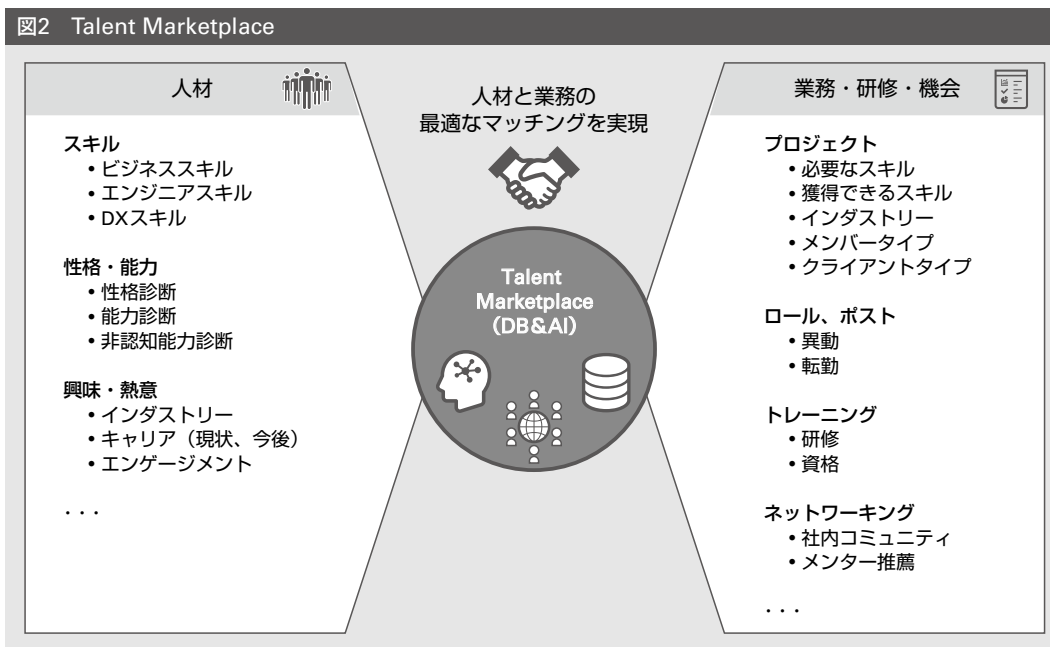 図2 Talent Marketplace
人材
スキル
• ビジネススキル
• エンジニアスキル
• DXスキル
性格・能力
• 性格診断
• 能力診断
• 非認知能力診断
興味・熱意
• インダストリー
• キャリア（現状、今後）
• エンゲージメント
・・・
人材と業務の
最適なマッチングを実現
Talent
Marketplace
（DB＆AI）
業務・研修・機会
プロジェクト
• 必要なスキル
• 獲得できるスキル
• インダストリー
• メンバータイプ
• クライアントタイプ
ロール、ポスト
• 異動
• 転勤
トレーニング
• 研修
• 資格
ネットワーキング
• 社内コミュニティ
• メンター推薦
・・・